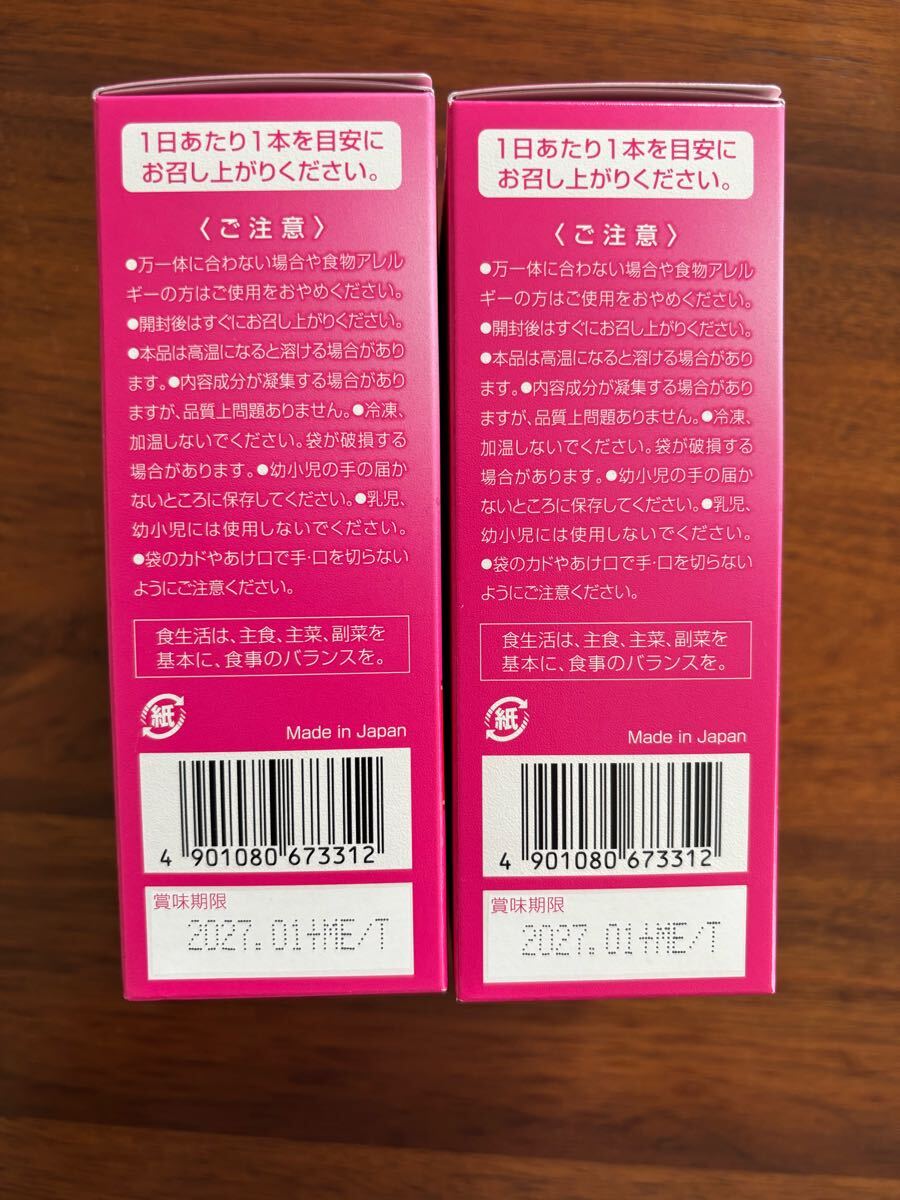 1日あたり1本を目安に
お召し上がりください。
〈ご注意〉
●万一体に合わない場合や食物アレル
ギーの方はご使用をおやめください。
●開封後はすぐにお召し上がりください。
●本品は高温になると溶ける場合があり
ます。●内容成分が凝集する場合があり
ますが、品質上問題ありません。●冷凍、
加温しないでください。袋が破損する
場合があります。●幼小児の手の届か
ないところに保存してください。●乳児、
幼小児には使用しないでください。
●袋のカドやあけ口で手・口を切らない
ようにご注意ください。
食生活は、主食、主菜、副菜を
基本に、食事のバランスを。
紙
Made in Japan
4 901080 673312
賞味期限
2027.01+ME/T
1日あたり1本を目安に
お召し上がりください。
〈ご注意〉
●万一体に合わない場合や食物アレル
ギーの方はご使用をおやめください。
●開封後はすぐにお召し上がりください。
●本品は高温になると溶ける場合があり
ます。●内容成分が凝集する場合があり
ますが、品質上問題ありません。●冷凍、
加温しないでください。袋が破損する
場合があります。●幼小児の手の届か
ないところに保存してください。●乳児、
幼小児には使用しないでください。
●袋のカドやあけ口で手・口を切らない
ようにご注意ください。
食生活は、主食、主菜、副菜を
基本に、食事のバランスを。
紙
Made in Japan
4 901080 673312
賞味期限
2027.01+ME/T